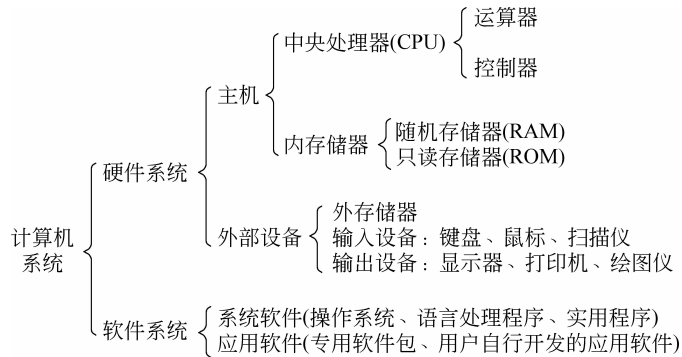 运算器
中央处理器(CPU)
控制器
主机
随机存储器(RAM)
内存储器
只读存储器(ROM)
硬件系统
外存储器
外部设备
输入设备：键盘、鼠标、扫描仪
输出设备：显示器、打印机、绘图仪
计算机
系统
系统软件(操作系统、语言处理程序、实用程序)
软件系统
应用软件(专用软件包、用户自行开发的应用软件)